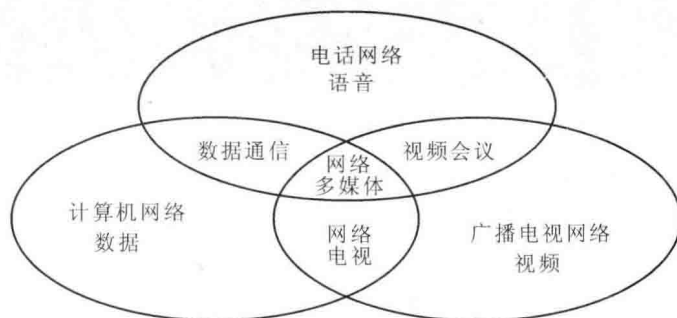 电话网络
语音
数据通信
视频会议
网络
多媒体
计算机网络
数据
网络
电视
广播电视网络
视频